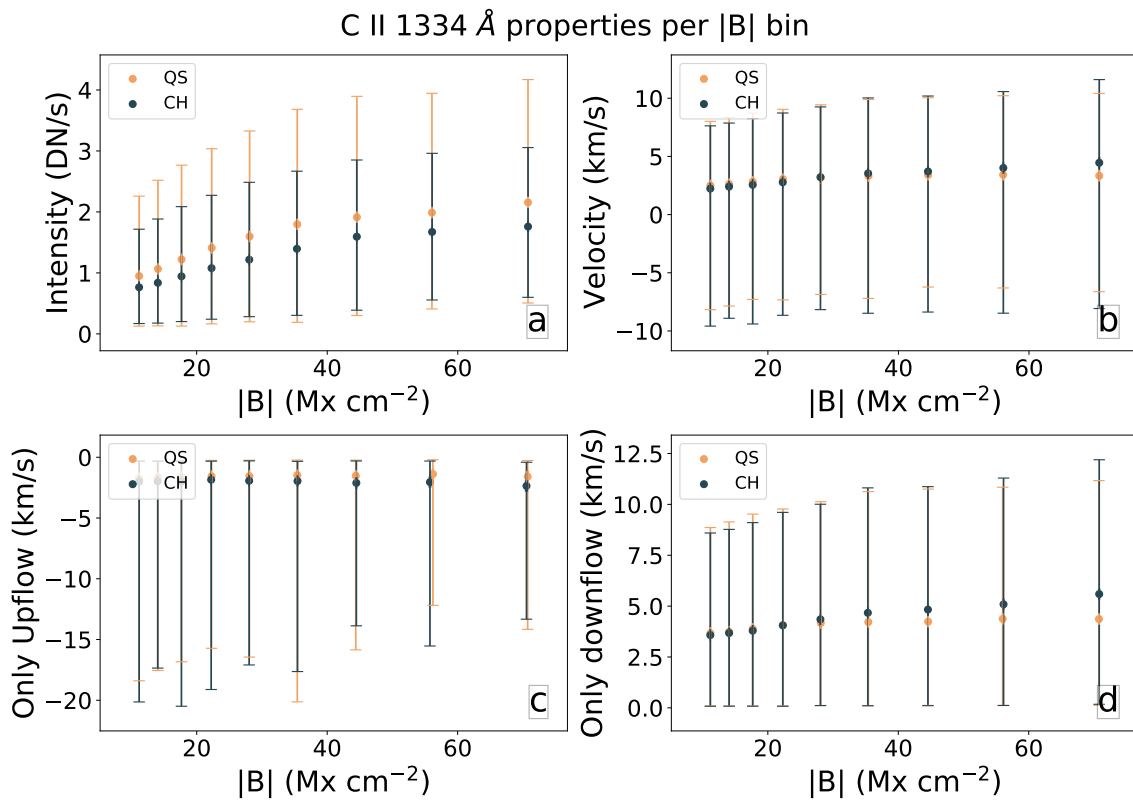 C II 1334 Å properties per |B| bin
QS
CH
4
3
2
1
0
Intensity (DN/s)
a
20
40
60
|B| (Mx cm⁻²)
QS
CH
10
5
0
−5
−10
Velocity (km/s)
b
20
40
60
|B| (Mx cm⁻²)
QS
CH
0
−5
−10
−15
−20
Only Upflow (km/s)
c
20
40
60
|B| (Mx cm⁻²)
QS
CH
12.5
10.0
7.5
5.0
2.5
0.0
Only downflow (km/s)
d
20
40
60
|B| (Mx cm⁻²)